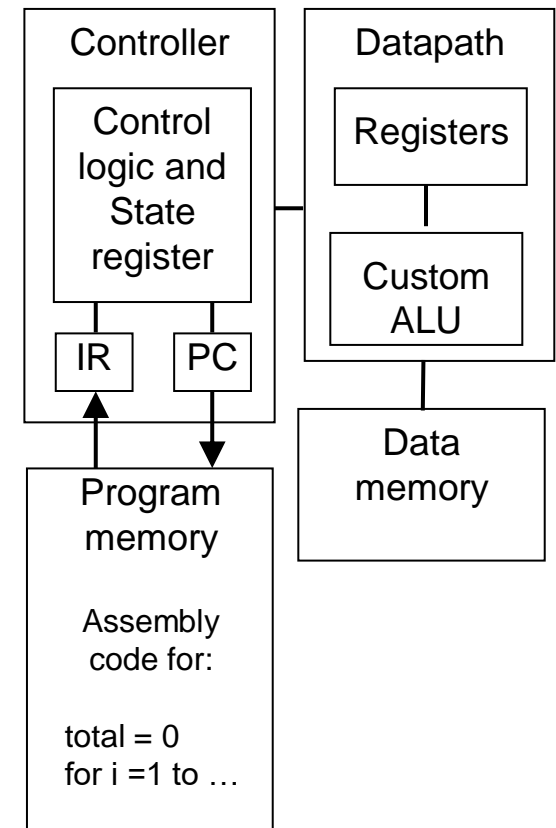 Controller
Control
logic and
State
register
IR
PC
Datapath
Registers
Custom
ALU
Data
memory
Program
memory
Assembly
code for:
total = 0
for i =1 to …